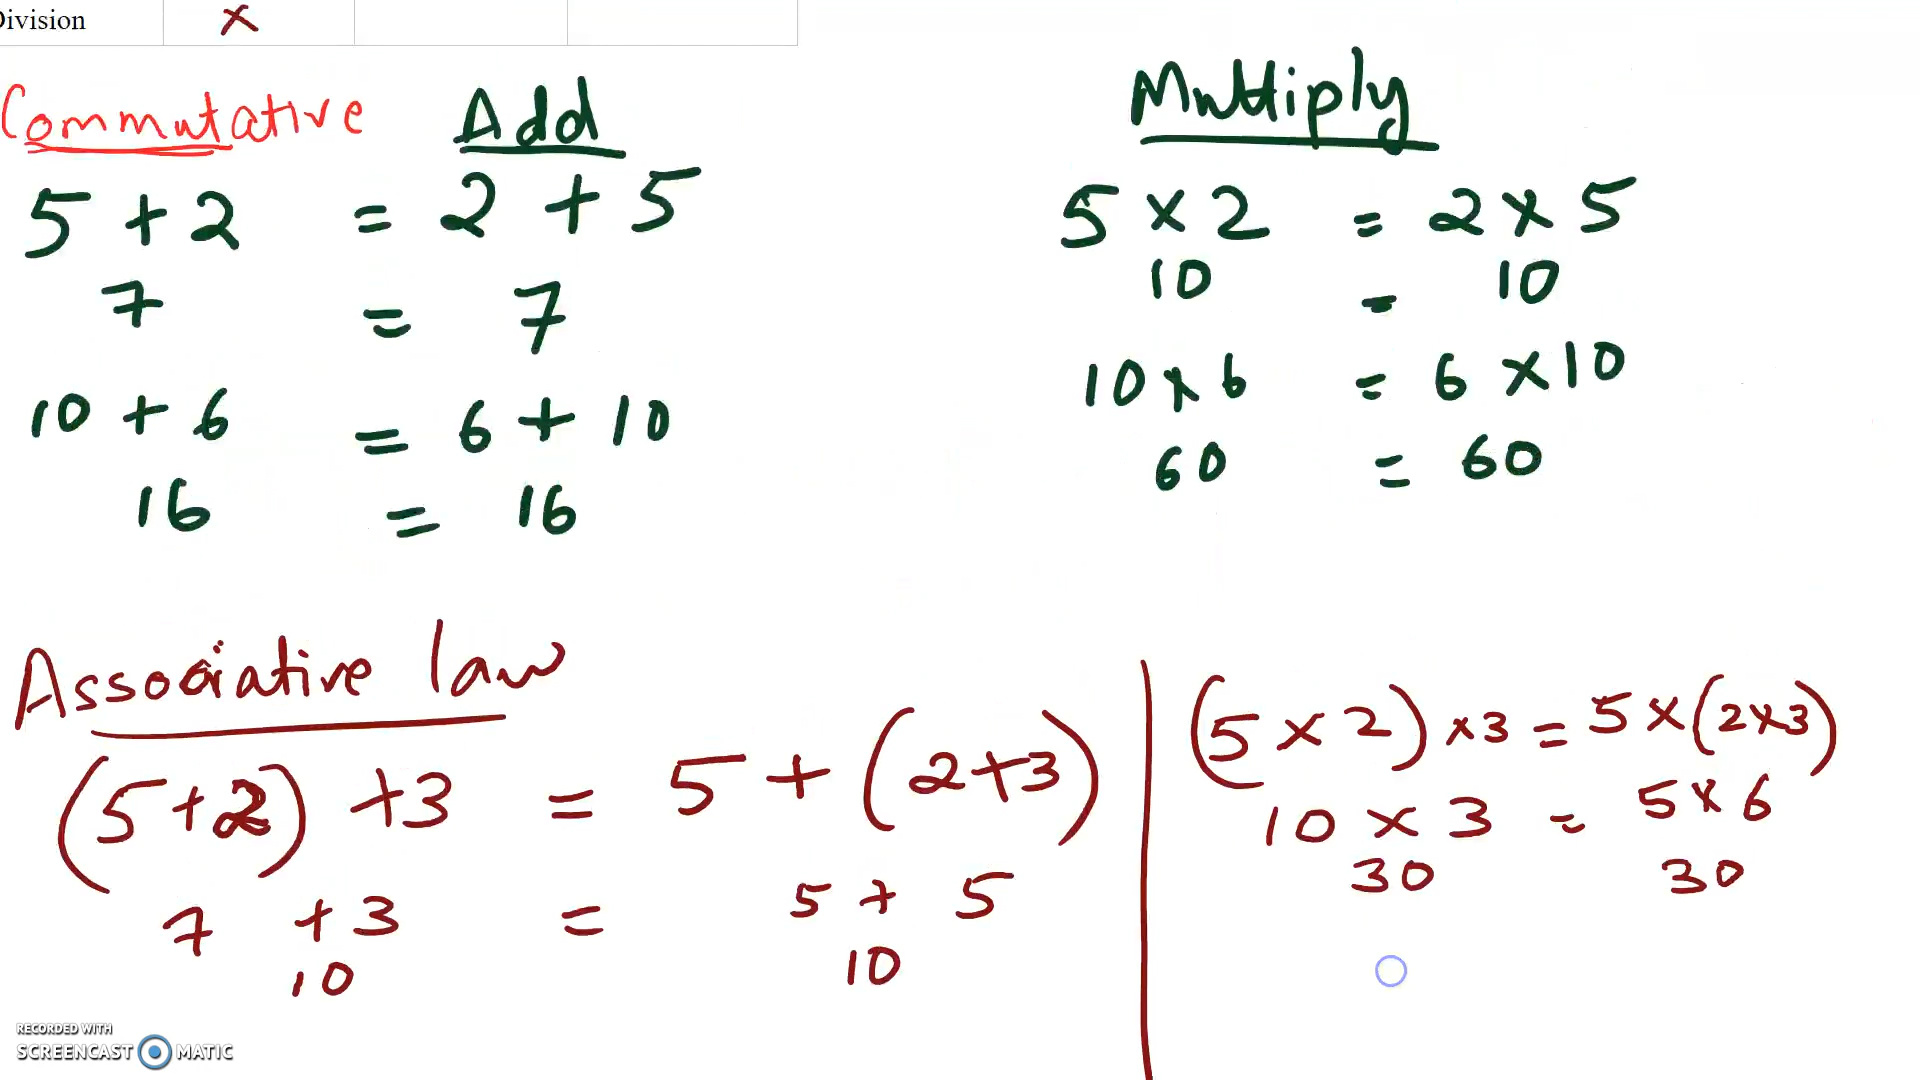 Division x
Commutative Add
5 + 2 = 2 + 5
7 = 7
10 + 6 = 6 + 10
16 = 16
Multiply
5 × 2 = 2 × 5
10 = 10
10 × 6 = 6 × 10
60 = 60
Associative law
(5+2) +3 = 5 + (2+3)
7 +3 = 5 + 5
10 10
(5 × 2) ×3 = 5 × (2×3)
10 × 3 = 5 × 6
30 30
RECORDED WITH
SCREENCAST MATIC